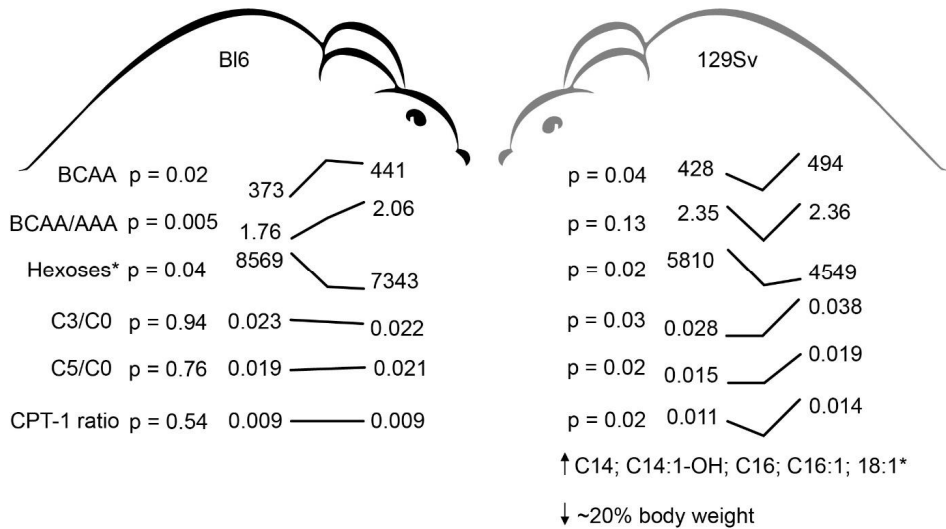 Bl6 129Sv
BCAA p = 0.02 373 441 p = 0.04 428 494
BCAA/AAA p = 0.005 1.76 2.06 p = 0.13 2.35 2.36
Hexoses* p = 0.04 8569 7343 p = 0.02 5810 4549
C3/C0 p = 0.94 0.023 0.022 p = 0.03 0.028 0.038
C5/C0 p = 0.76 0.019 0.021 p = 0.02 0.015 0.019
CPT-1 ratio p = 0.54 0.009 0.009 p = 0.02 0.011 0.014
↑ C14; C14:1-OH; C16; C16:1; 18:1*
↓ ~20% body weight